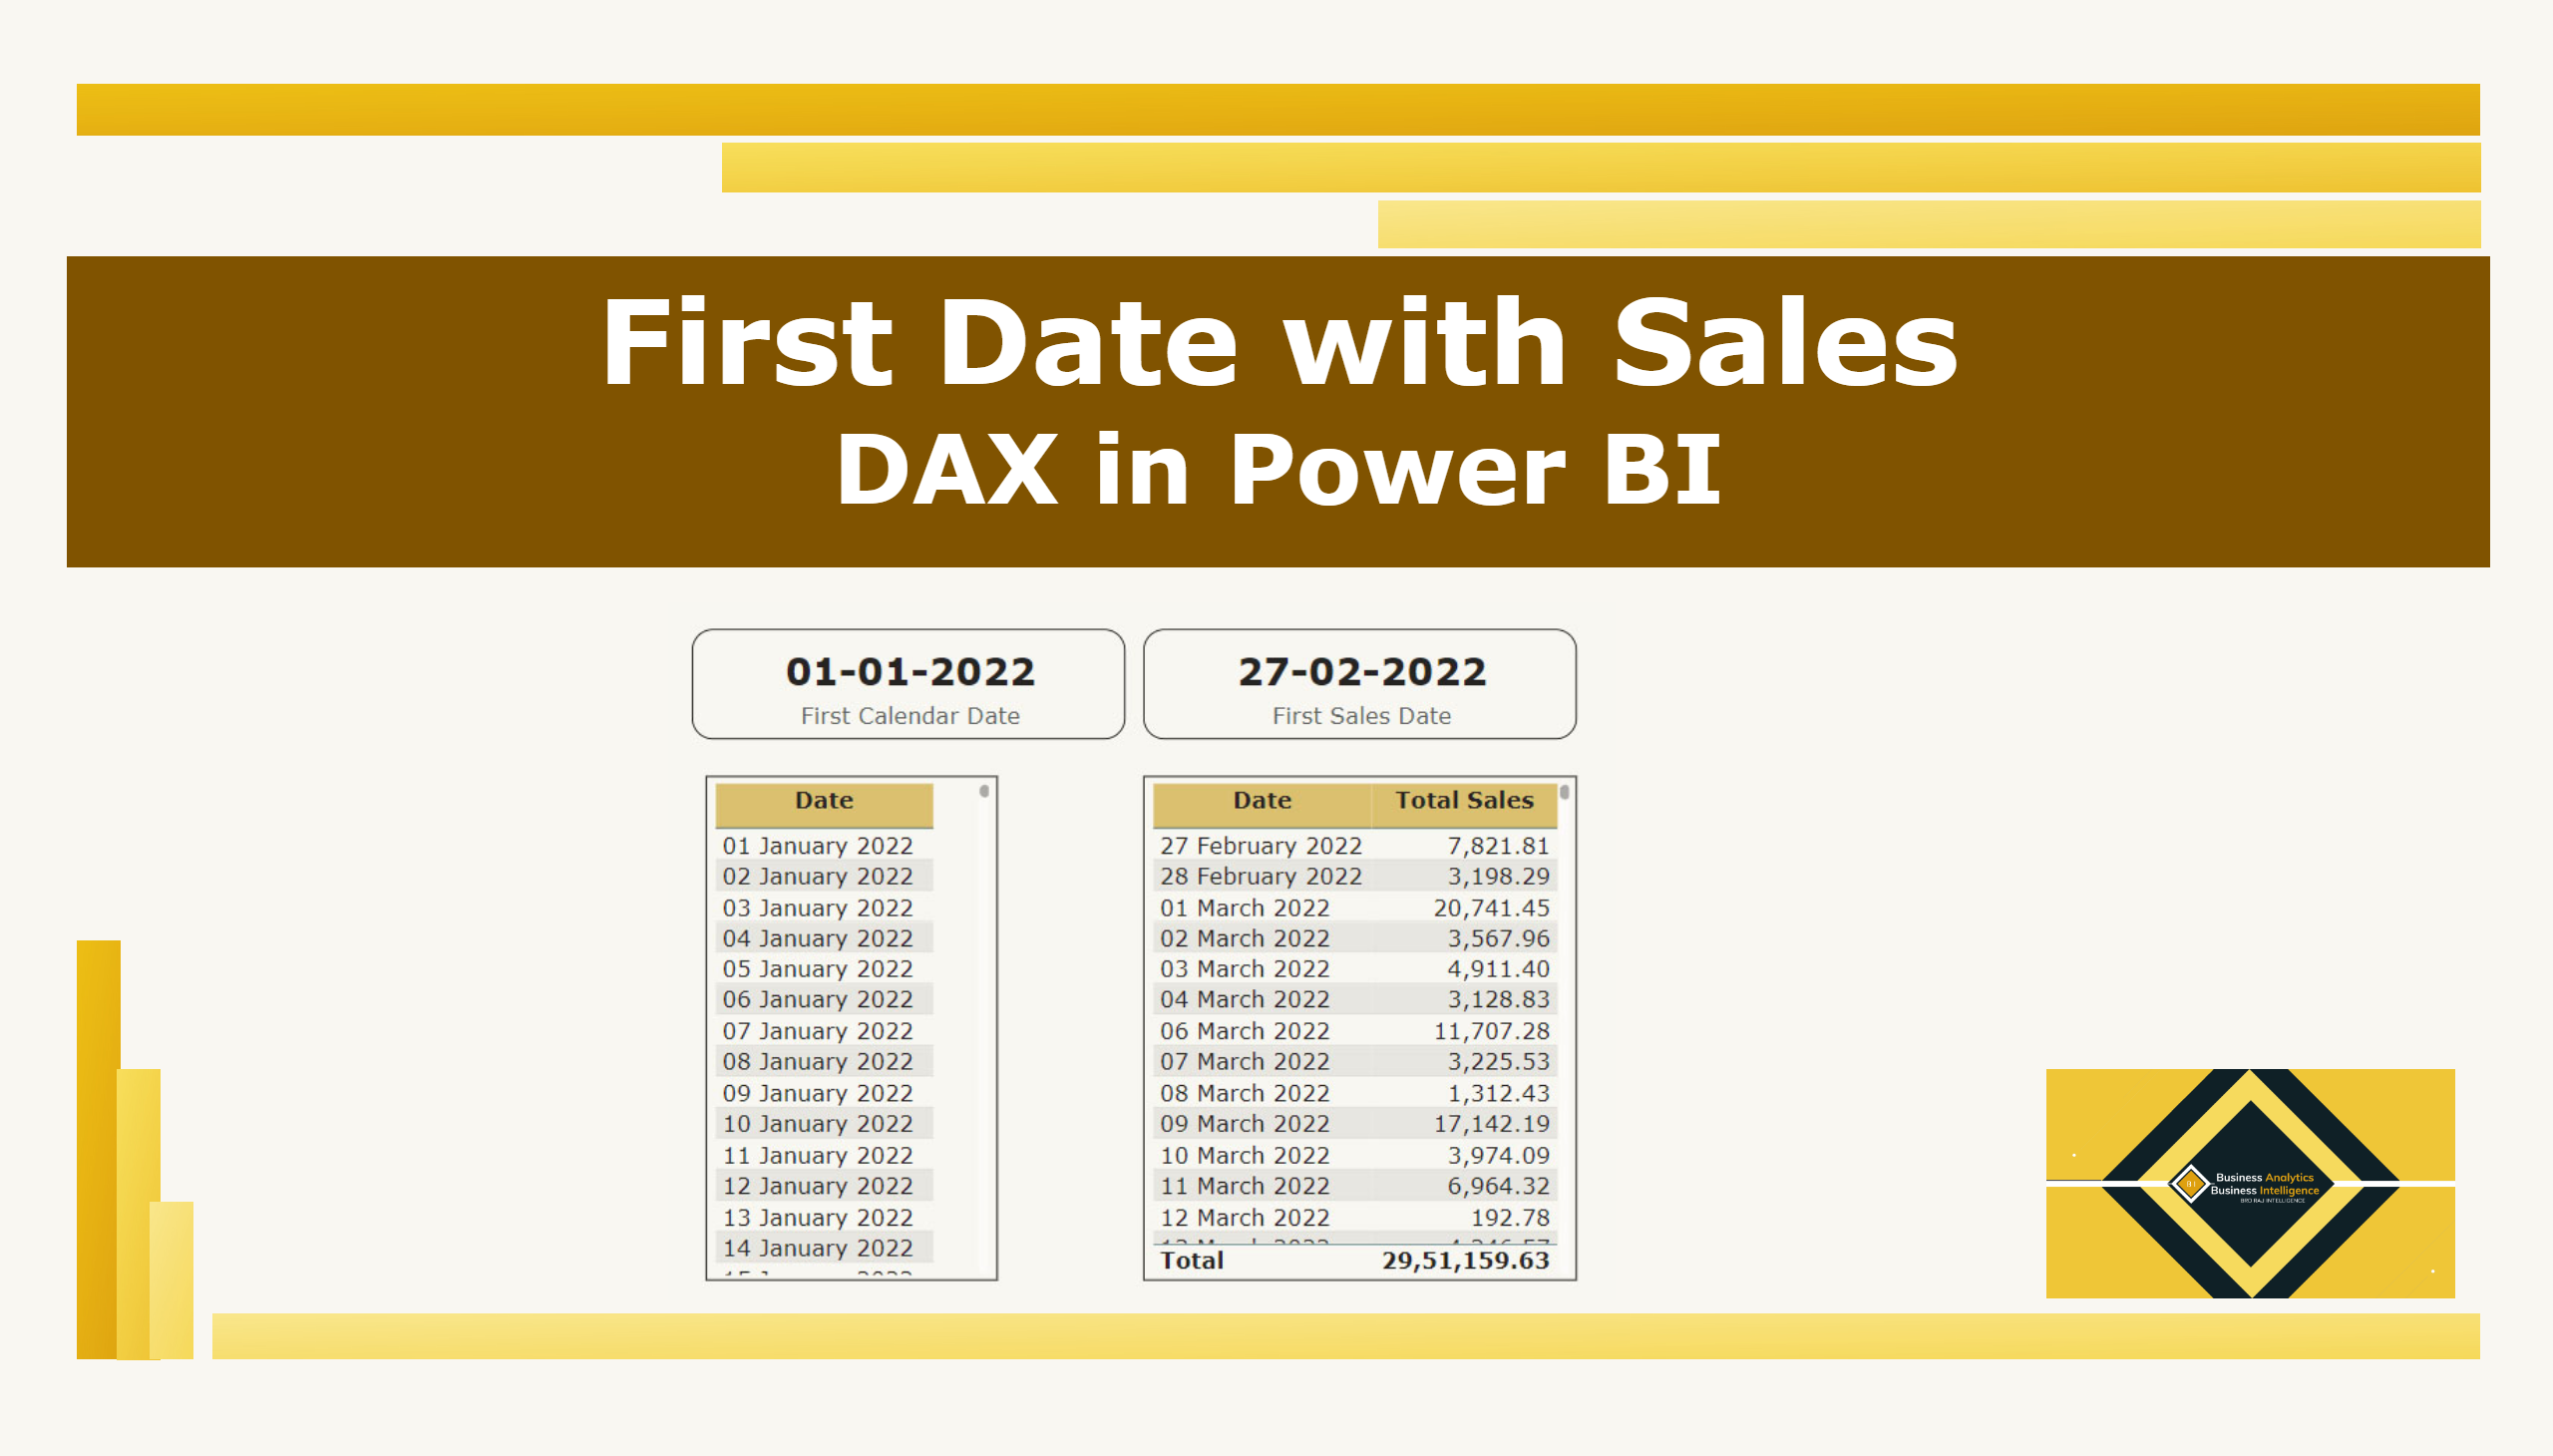 First Date with Sales
DAX in Power BI
01-01-2022
First Calendar Date
27-02-2022
First Sales Date
Date
01 January 2022
02 January 2022
03 January 2022
04 January 2022
05 January 2022
06 January 2022
07 January 2022
08 January 2022
09 January 2022
10 January 2022
11 January 2022
12 January 2022
13 January 2022
14 January 2022
Date Total Sales
27 February 2022 7,821.81
28 February 2022 3,198.29
01 March 2022 20,741.45
02 March 2022 3,567.96
03 March 2022 4,911.40
04 March 2022 3,128.83
06 March 2022 11,707.28
07 March 2022 3,225.53
08 March 2022 1,312.43
09 March 2022 17,142.19
10 March 2022 3,974.09
11 March 2022 6,964.32
12 March 2022 192.78
Total 29,51,159.63
Business Analytics
Business Intelligence
INTELLIGENCE